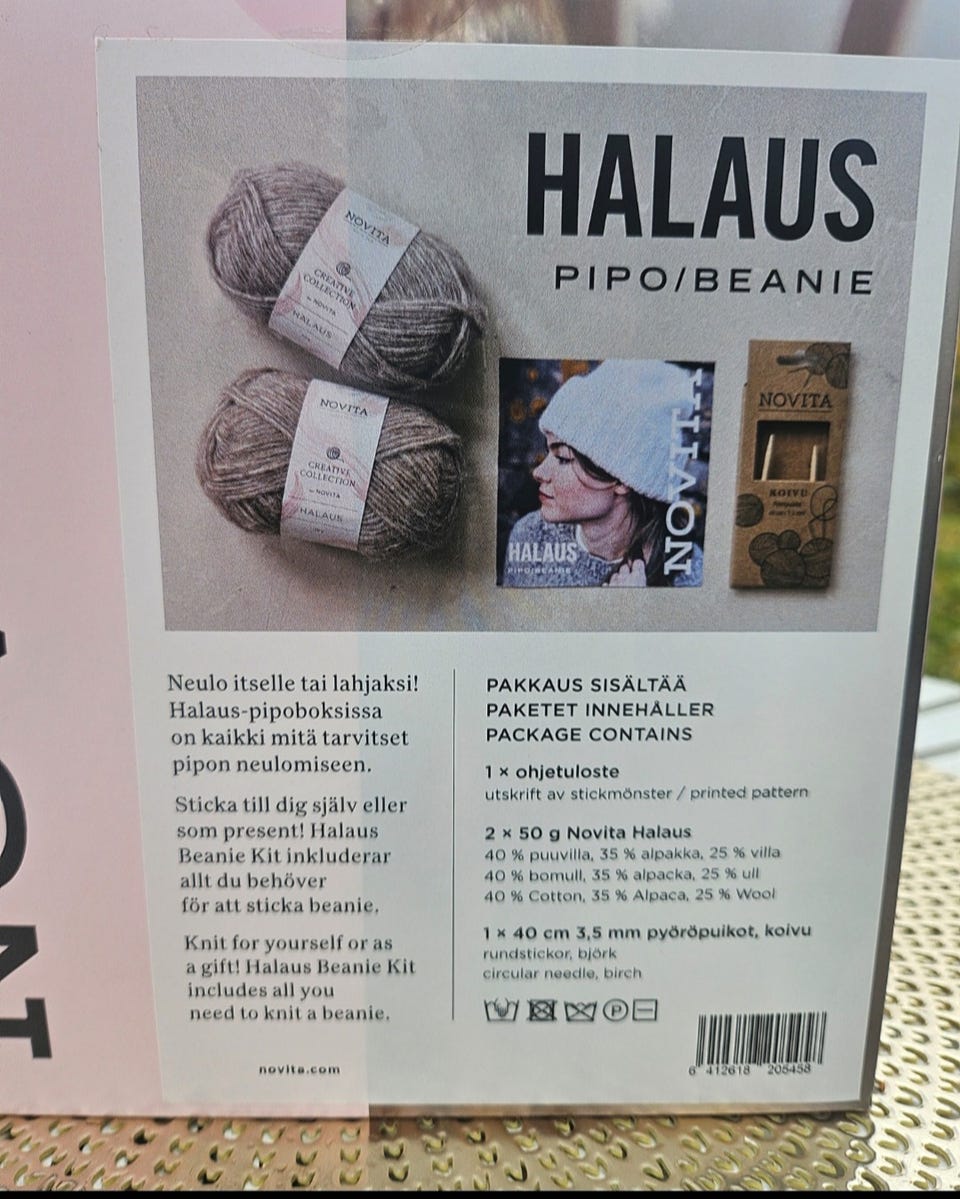 HALAUS
PIPO/BEANIE
NOVITA
CREATIVE
COLLECTION
by NOVITA
HALAUS
NOVITA
CREATIVE
COLLECTION
by NOVITA
HALAUS
NOVITA
HALAUS
PIPO/BEANIE
NOVITA
KOIVU
Neulo itselle tai lahjaksi!
Halaus-pipoboksissa
on kaikki mitä tarvitset
pipon neulomiseen.
Sticka till dig själv eller
som present! Halaus
Beanie Kit inkluderar
allt du behöver
för att sticka beanie.
Knit for yourself or as
a gift! Halaus Beanie Kit
includes all you
need to knit a beanie.
novita.com
PAKKAUS SISÄLTÄÄ
PAKETET INNEHÅLLER
PACKAGE CONTAINS
1 × ohjetuloste
utskrift av stickmönster / printed pattern
2 × 50 g Novita Halaus
40 % puuvilla, 35 % alpakka, 25 % villa
40 % bomull, 35 % alpacka, 25 % ull
40 % Cotton, 35 % Alpaca, 25 % Wool
1 × 40 cm 3,5 mm pyöröpuikot, koivu
rundstickor, björk
circular needle, birch
P
6 412618 205458